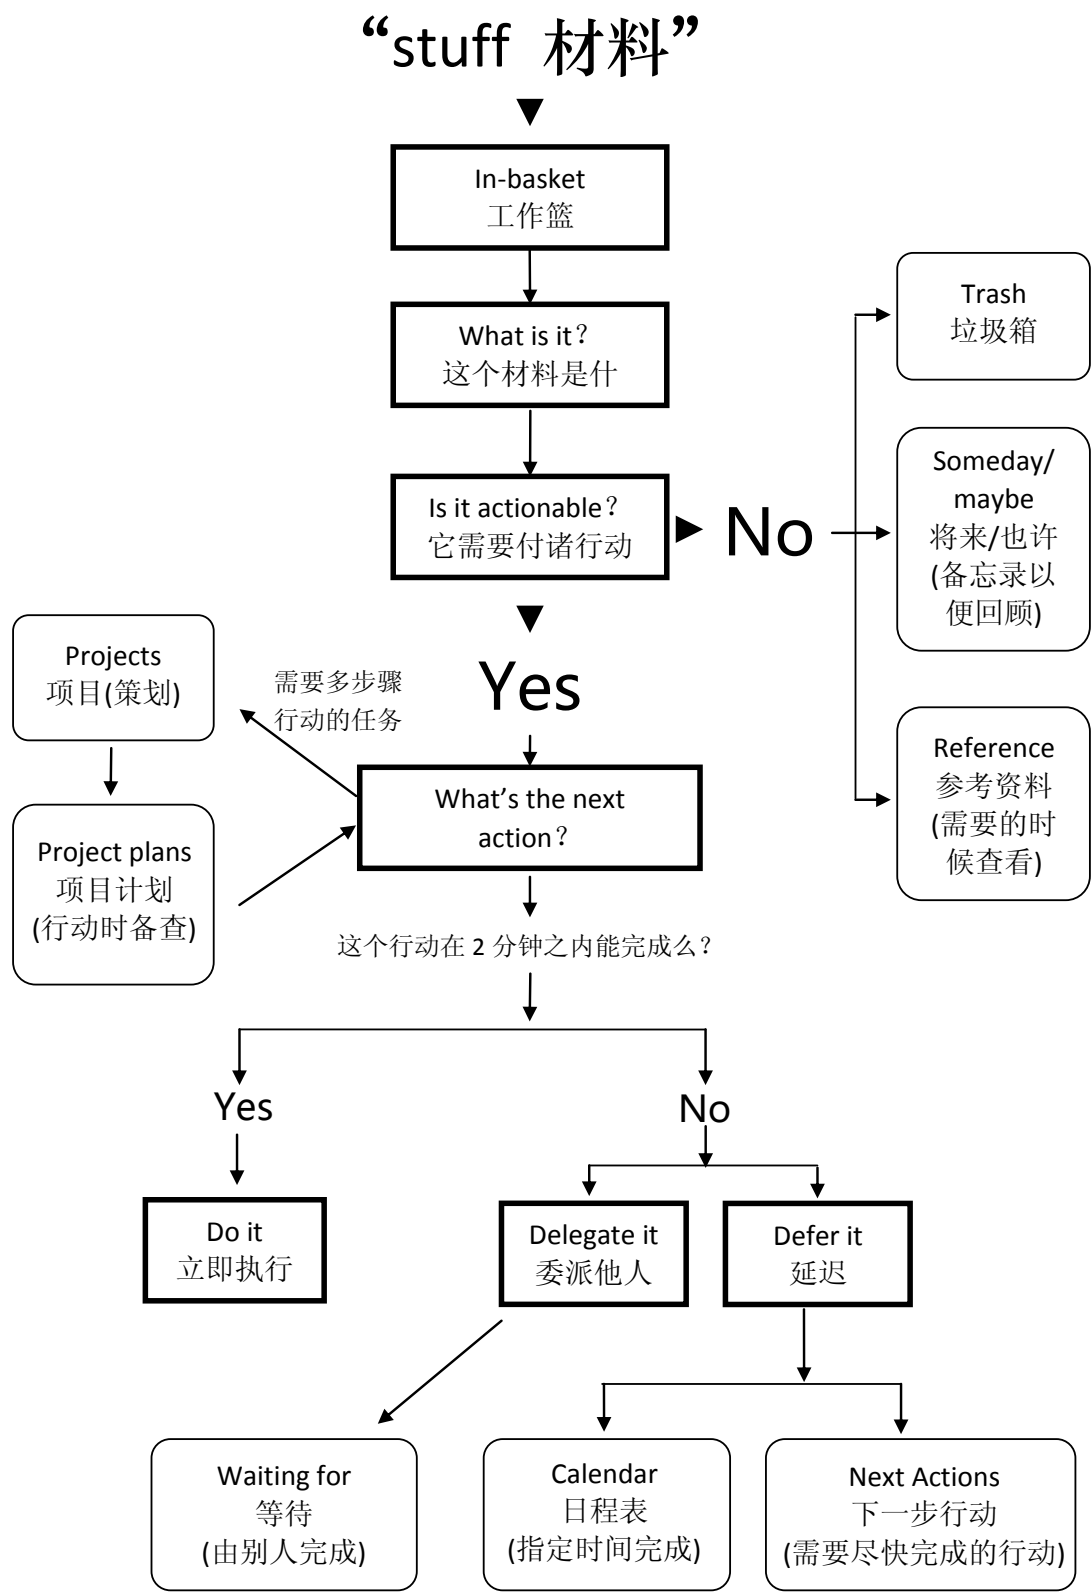 “stuff 材料”
In-basket
工作篮
What is it？
这个材料是什
Is it actionable？
它需要付诸行动
No
Trash
垃圾箱
Someday/
maybe
将来/也许
(备忘录以
便回顾)
Reference
参考资料
(需要的时
候查看)
Yes
需要多步骤
行动的任务
Projects
项目(策划)
Project plans
项目计划
(行动时备查)
What’s the next
action？
这个行动在 2 分钟之内能完成么？
Yes
No
Do it
立即执行
Delegate it
委派他人
Defer it
延迟
Waiting for
等待
(由别人完成)
Calendar
日程表
(指定时间完成)
Next Actions
下一步行动
(需要尽快完成的行动)